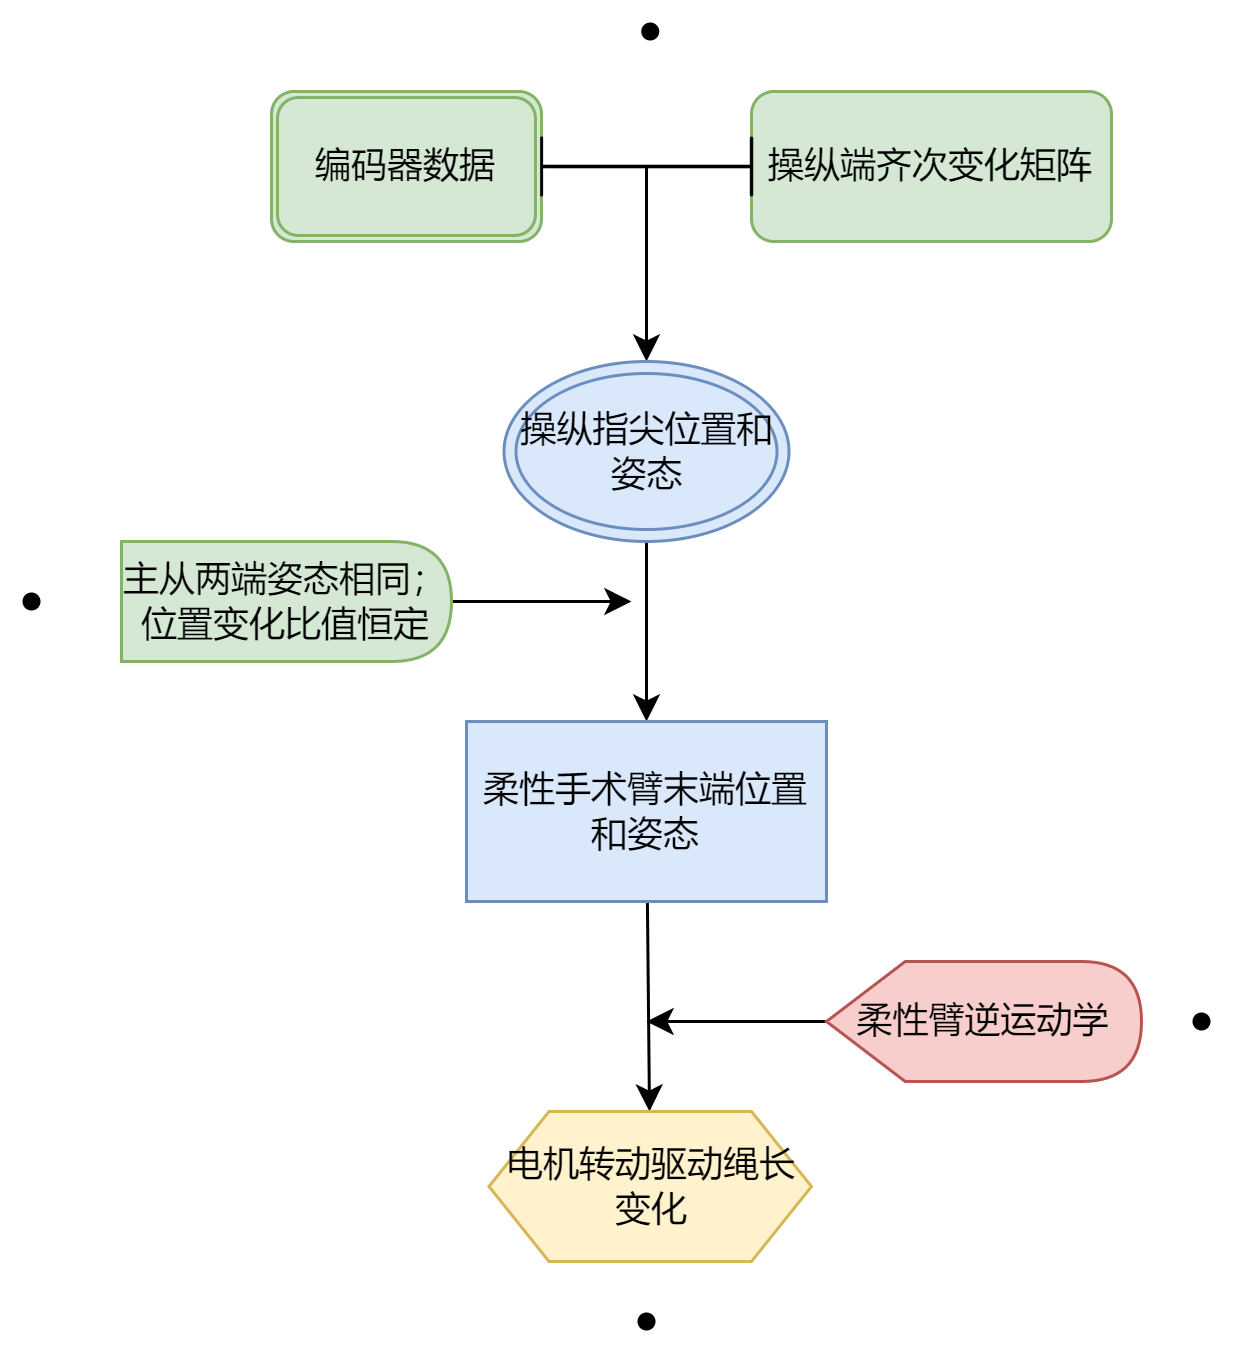 编码器数据
操纵端齐次变化矩阵
操纵指尖位置和
姿态
主从两端姿态相同；
位置变化比值恒定
柔性手术臂末端位置
和姿态
柔性臂逆运动学
电机转动驱动绳长
变化